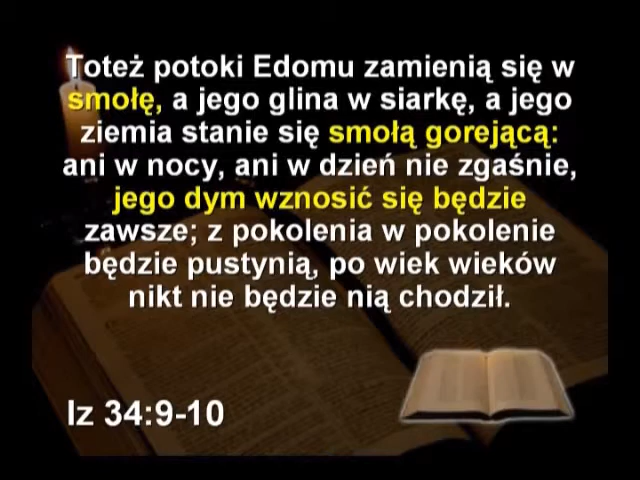 Toteż potoki Edomu zamienią się w
smołę, a jego glina w siarkę, a jego
ziemia stanie się smołą gorejącą:
ani w nocy, ani w dzień nie zgaśnie,
jego dym wznosić się będzie
zawsze; z pokolenia w pokolenie
będzie pustynią, po wiek wieków
nikt nie będzie nią chodził.
Iz 34:9-10